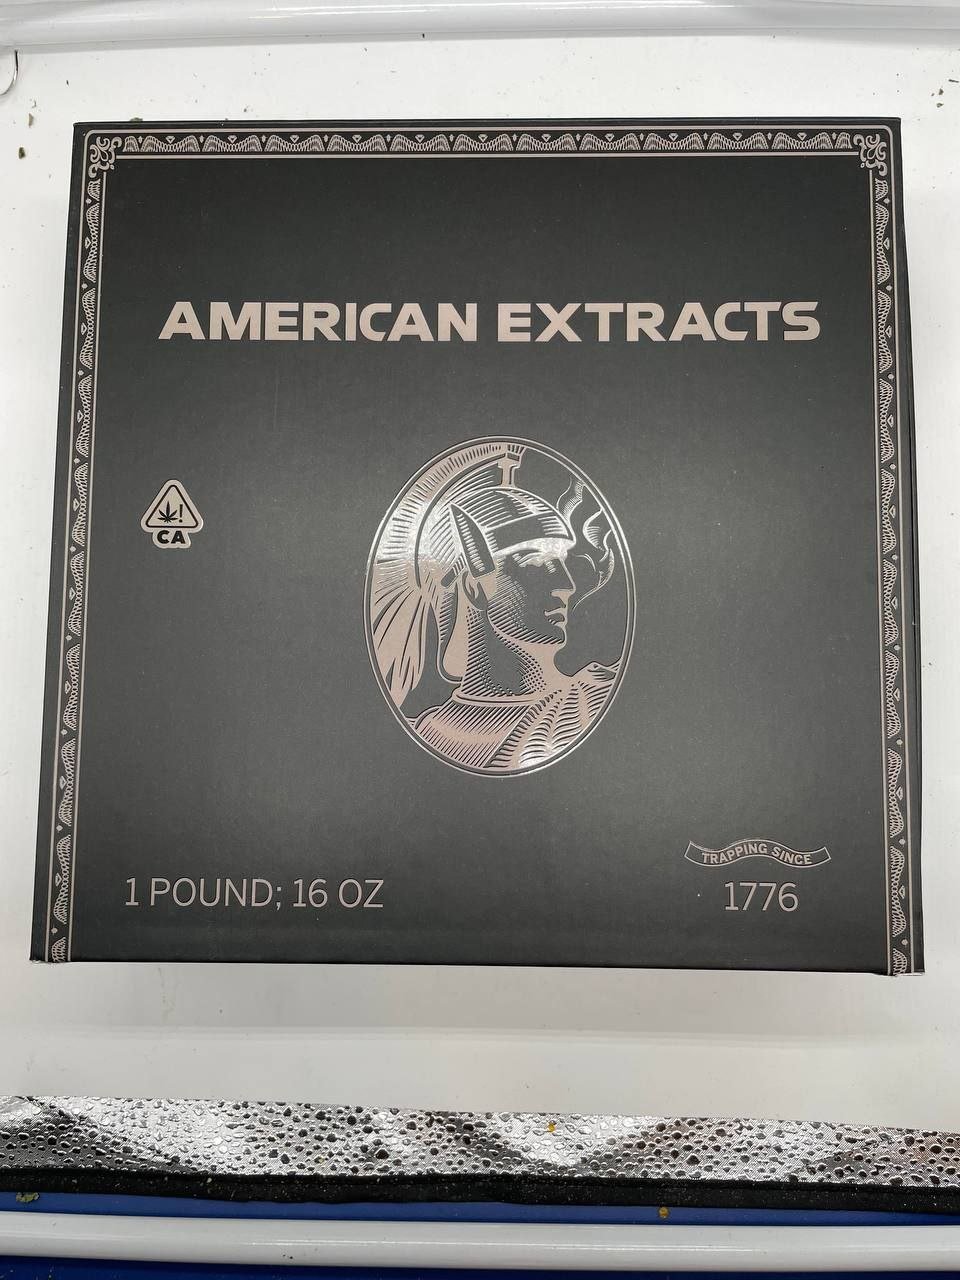 AMERICAN EXTRACTS
!
CA
TRAPPING SINCE
1 POUND; 16 OZ
1776